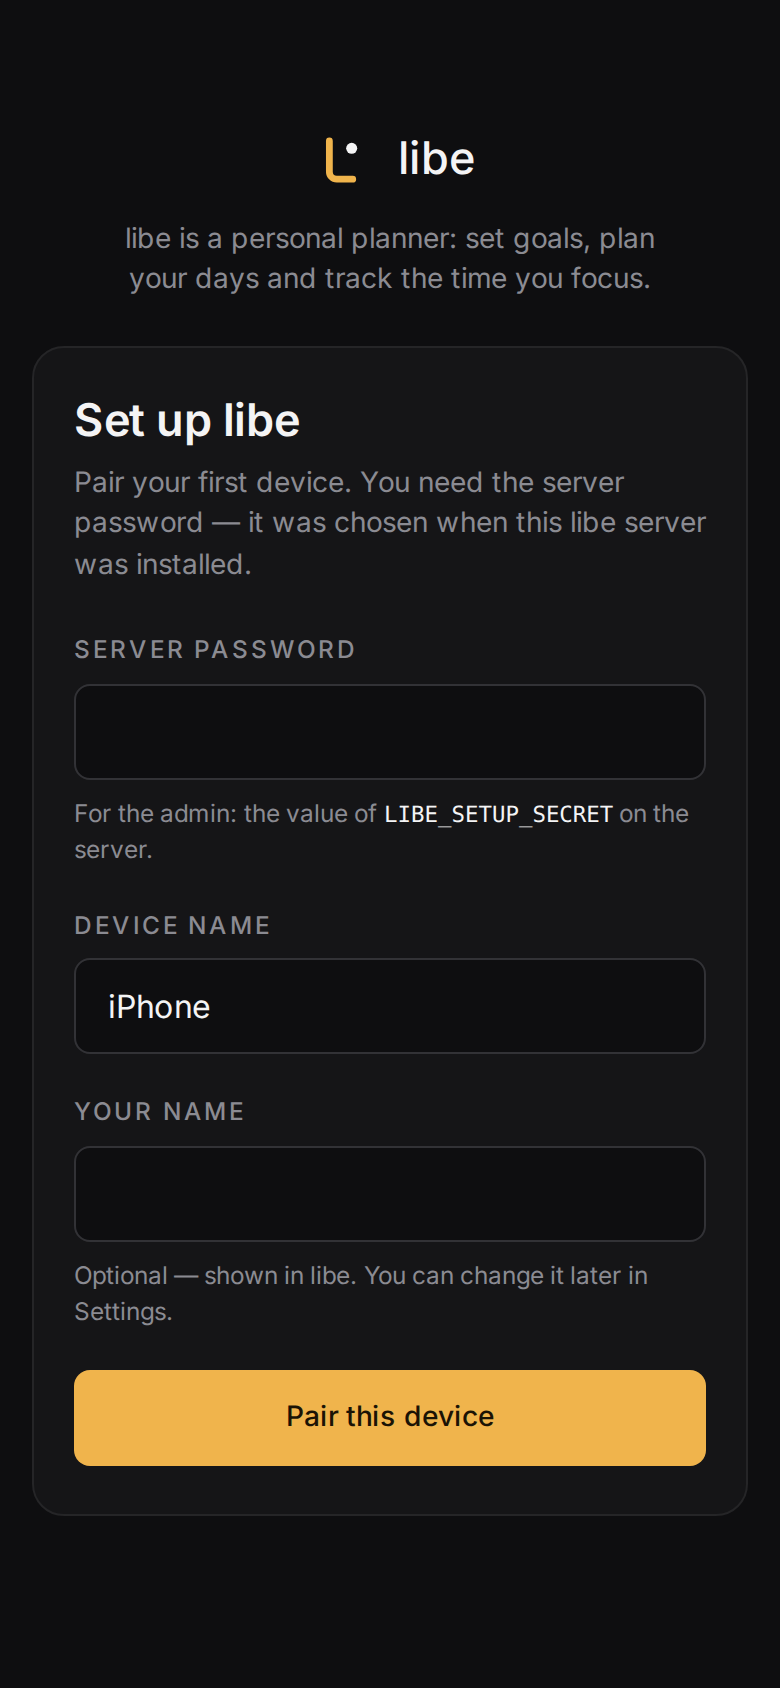 libe
libe is a personal planner: set goals, plan
your days and track the time you focus.
Set up libe
Pair your first device. You need the server
password — it was chosen when this libe server
was installed.
SERVER PASSWORD
For the admin: the value of LIBE_SETUP_SECRET on the
server.
DEVICE NAME
iPhone
YOUR NAME
Optional — shown in libe. You can change it later in
Settings.
Pair this device